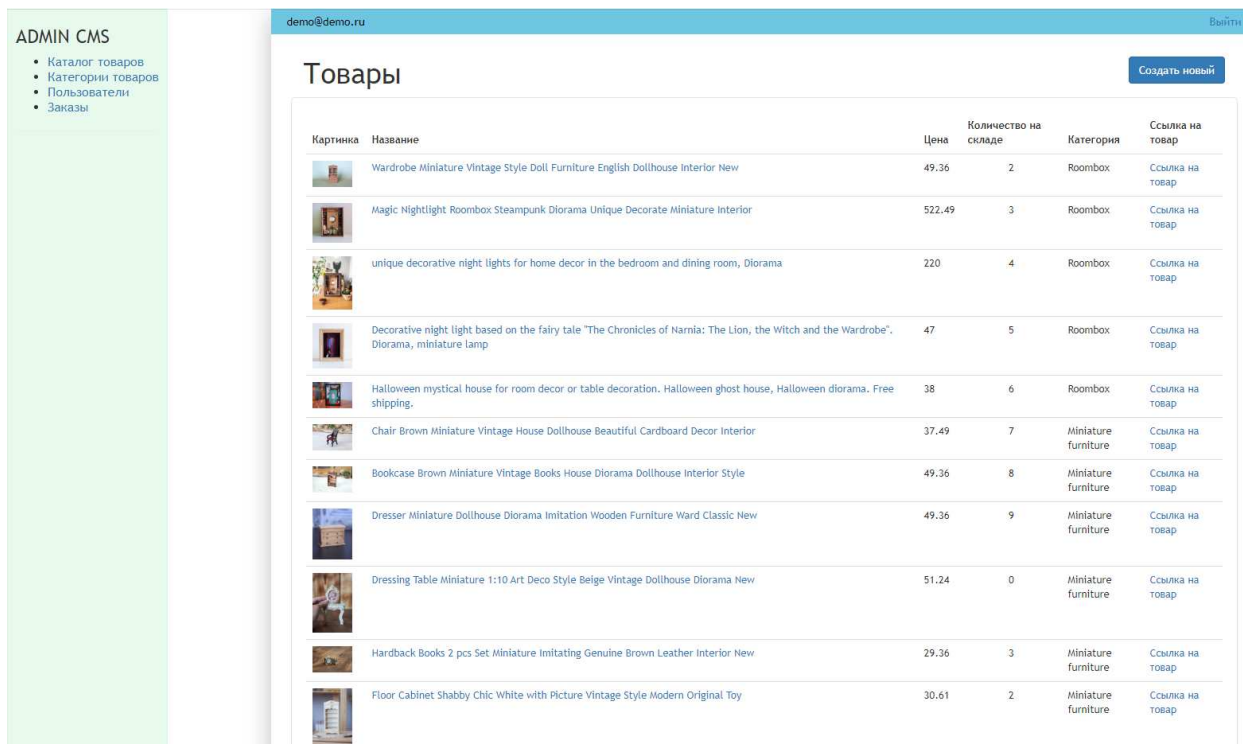 demo@demo.ru
Выйти
ADMIN CMS
Каталог товаров
Категории товаров
Пользователи
Заказы
Товары
Создать новый
Картинка Название Цена Количество на складе Категория Ссылка на товар
Wardrobe Miniature Vintage Style Doll Furniture English Dollhouse Interior New 49.36 2 Roombox Ссылка на
товар
Magic Nightlight Roombox Steampunk Diorama Unique Decorate Miniature Interior 522.49 3 Roombox Ссылка на
товар
unique decorative night lights for home decor in the bedroom and dining room, Diorama 220 4 Roombox Ссылка на
товар
Decorative night light based on the fairy tale "The Chronicles of Narnia: The Lion, the Witch and the Wardrobe". 47 5 Roombox Ссылка на
Diorama, miniature lamp товар
Halloween mystical house for room decor or table decoration. Halloween ghost house, Halloween diorama. Free 38 6 Roombox Ссылка на
shipping. товар
Chair Brown Miniature Vintage House Dollhouse Beautiful Cardboard Decor Interior 37.49 7 Miniature Ссылка на
furniture товар
Bookcase Brown Miniature Vintage Books House Diorama Dollhouse Interior Style 49.36 8 Miniature Ссылка на
furniture товар
Dresser Miniature Dollhouse Diorama Imitation Wooden Furniture Ward Classic New 49.36 9 Miniature Ссылка на
furniture товар
Dressing Table Miniature 1:10 Art Deco Style Beige Vintage Dollhouse Diorama New 51.24 0 Miniature Ссылка на
furniture товар
Hardback Books 2 pcs Set Miniature Imitating Genuine Brown Leather Interior New 29.36 3 Miniature Ссылка на
furniture товар
Floor Cabinet Shabby Chic White with Picture Vintage Style Modern Original Toy 30.61 2 Miniature Ссылка на
furniture товар